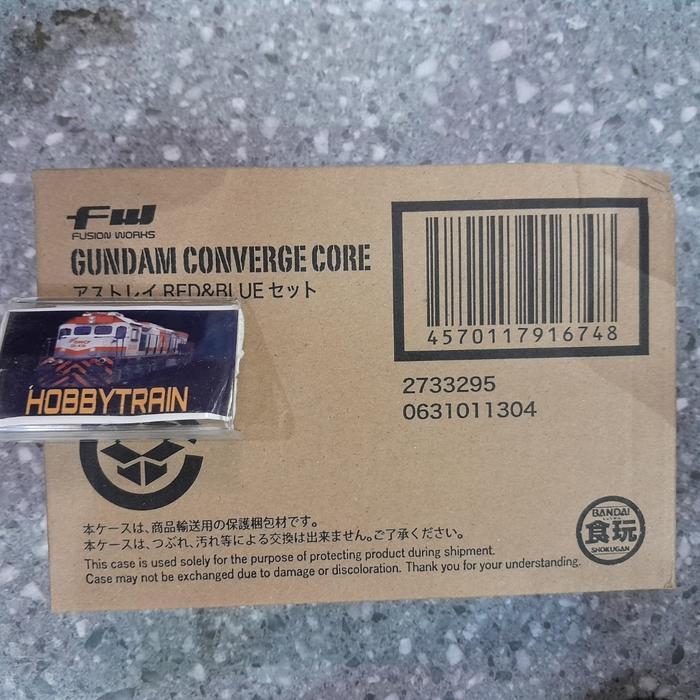 FW
FUSION WORKS
GUNDAM CONVERGE CORE
アストレイ RED&BLUE セット
4570117916748
2733295
0631011304
HOBBYTRAIN
本ケースは、商品輸送用の保護梱包材です。
本ケースは、つぶれ、汚れ等による交換は出来ません。ご了承ください。
This case is used solely for the purpose of protecting product during shipment.
Case may not be exchanged due to damage or discoloration. Thank you for your understanding.
BANDAI
食玩
SHOKUGAN